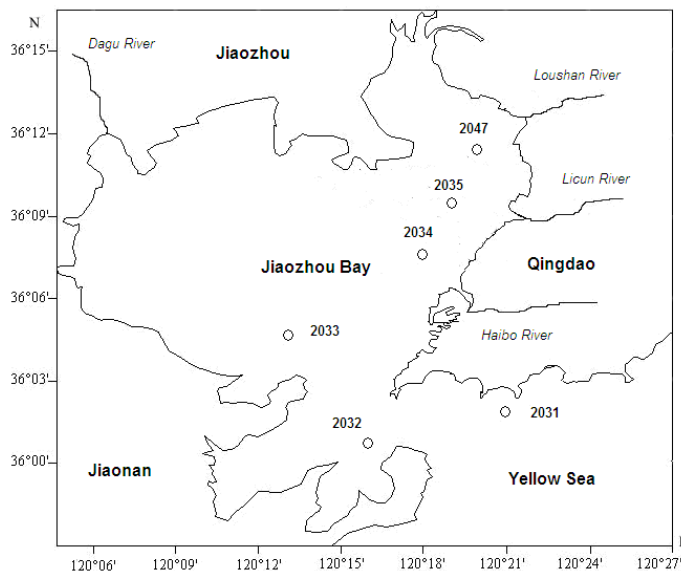 N
36°15'
Dagu River
Jiaozhou
Loushan River
36°12'
2047
2035
Licun River
36°09'
2034
Jiaozhou Bay
Qingdao
36°06'
2033
Haibo River
36°03'
2031
2032
36°00'
Jiaonan
Yellow Sea
120°06' 120°09' 120°12' 120°15' 120°18' 120°21' 120°24' 120°27'